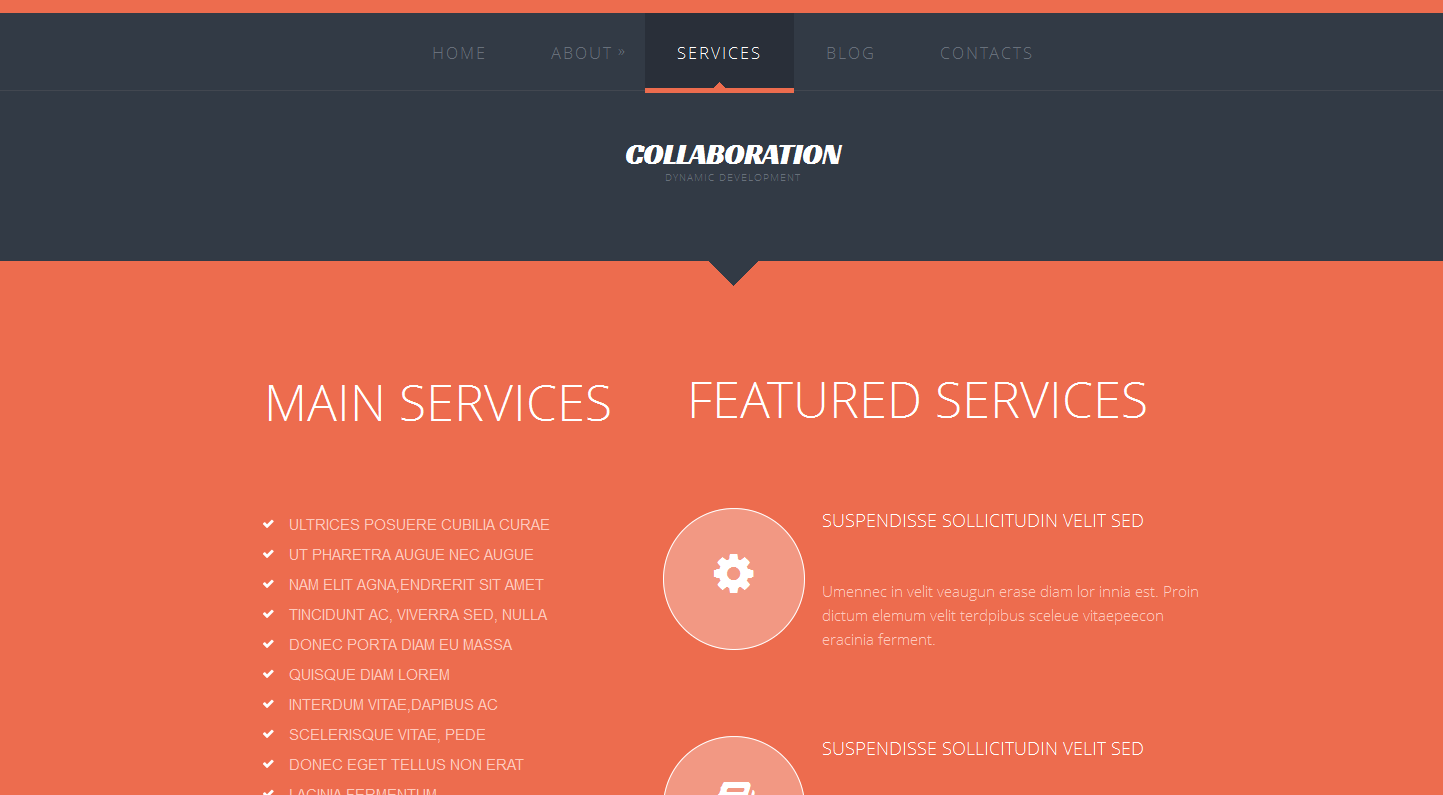 HOME ABOUT » SERVICES BLOG CONTACTS
COLLABORATION
DYNAMIC DEVELOPMENT
MAIN SERVICES
ULTRICES POSUERE CUBILIA CURAE
UT PHARETRA AUGUE NEC AUGUE
NAM ELIT AGNA,ENDRERIT SIT AMET
TINCIDUNT AC, VIVERRA SED, NULLA
DONEC PORTA DIAM EU MASSA
QUISQUE DIAM LOREM
INTERDUM VITAE,DAPIBUS AC
SCELERISQUE VITAE, PEDE
DONEC EGET TELLUS NON ERAT
LACINIA FERMENTUM
FEATURED SERVICES
SUSPENDISSE SOLLICITUDIN VELIT SED
Umennec in velit veaugun erase diam lor innia est. Proin
dictum elemum velit terdpibus sceleue vitaepeecon
eracinia ferment.
SUSPENDISSE SOLLICITUDIN VELIT SED